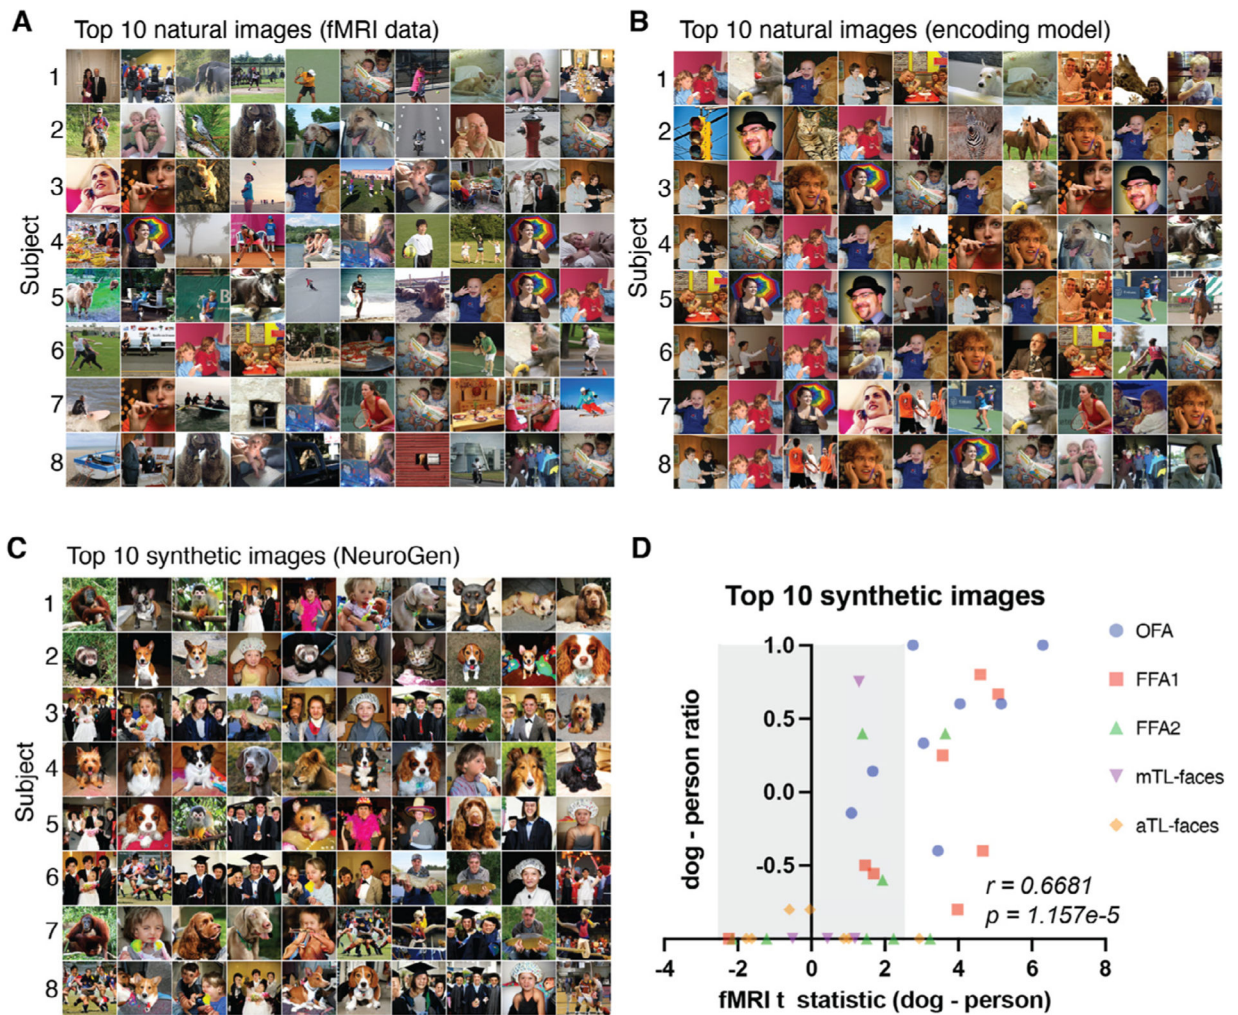 A
Top 10 natural images (fMRI data)
Subject
1
2
3
4
5
6
7
8
B
Top 10 natural images (encoding model)
Subject
1
2
3
4
5
6
7
8
C
Top 10 synthetic images (NeuroGen)
Subject
1
2
3
4
5
6
7
8
D
Top 10 synthetic images
dog - person ratio
1.0
0.5
0.0
-0.5
-4
-2
0
2
4
6
8
fMRI t statistic (dog - person)
r = 0.6681
p = 1.157e-5
OFA
FFA1
FFA2
mTL-faces
aTL-faces